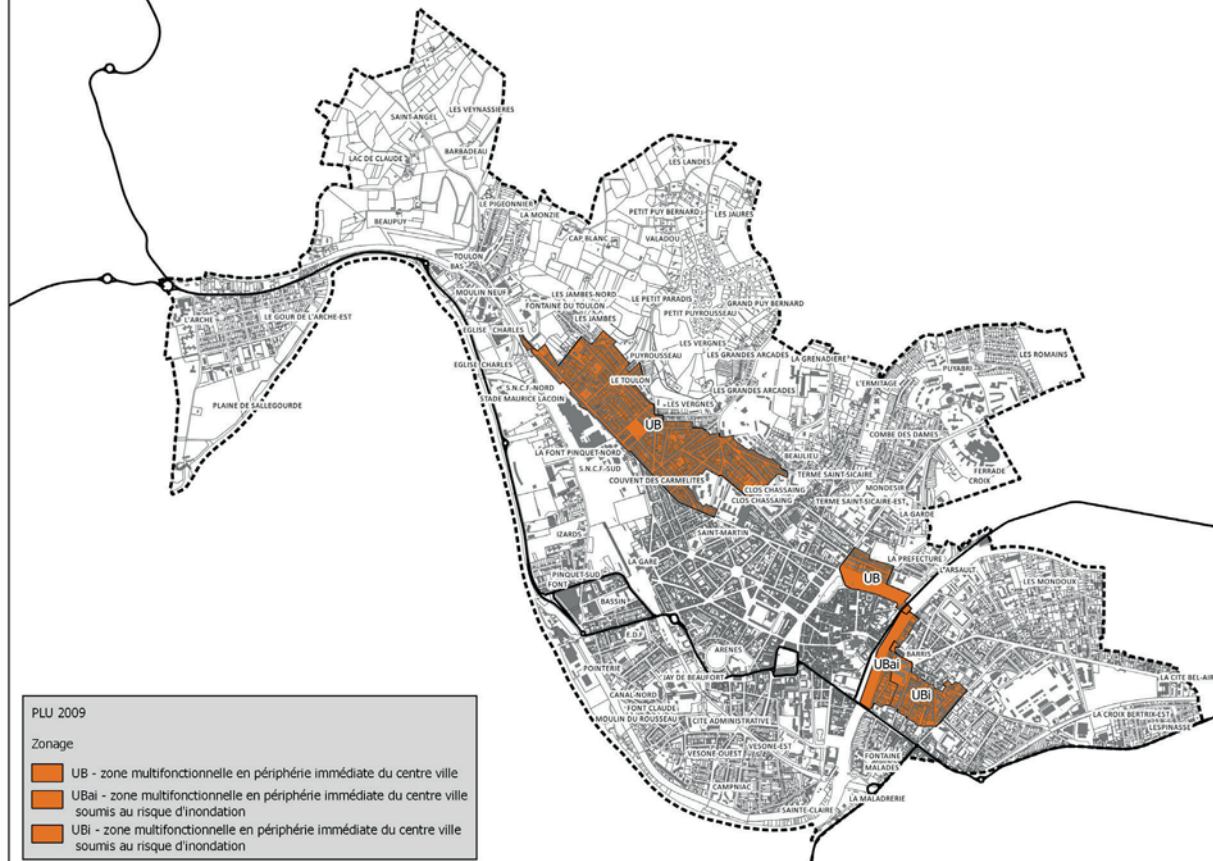 SAINT-ANGEL
LES VEYNASSIERES
LAC DE CLAUDE
BARBADEAU
LES LANDES
LE PIGEONNIER
LA MONZIE
PETIT PUY BERNARD
LES JAURES
BEAUPUY
CAP BLANC
VALADOU
TOULON
BAS
MOULIN NEUF
LES JAMBES-NORD
LE PETIT PARADIS
GRAND PUY BERNARD
FONTAINE DU TOULON
PETIT PUYROUSSEAU
L'ARCHE
LE GOUR DE L'ARCHE-EST
LES JAMBES
EGLISE CHARLES
LES VERGNES
EGLISE CHARLES
PUYROUSSEAU
LES GRANDES ARCADES
LA GRENADIERE
LES ROMAINS
PUYABRI
S.N.C.F.-NORD
LE TOULON
LES GRANDES ARCADES
L'ERMITAGE
STADE MAURICE LACOIN
LES VERGNES
PLAINE DE SALLEGOURDE
UB
COMBE DES DAMES
LA FONT PINQUET-NORD
BEAULIEU
S.N.C.F.-SUD
TERME SAINT-SICAIRE
FERRADE
COUVENT DES CARMELITES
MONDESIR
CROIX
CLOS CHASSAING
CLOS CHASSAING
TERME SAINT-SICAIRE-EST
LA GARDE
SAINT-MARTIN
IZARDS
LA GARE
LA PREFECTURE
L'ARSAULT
PINQUET-SUD
FONT
UB
LES MONDOUX
BASSIN
E.D.F
ARENES
BARRIS
POINTERIE
UBai
LA CITE BEL-AIR
JAY DE BEAUFORT
UBi
CANAL-NORD
FONT CLAUDE
LA CROIX BERTRIX-EST
MOULIN DU ROUSSEAU
CITE ADMINISTRATIVE
LESPINASSE
VESONE-OUEST
VESONE-EST
FONTAINE
MALADES
CAMPNIAC
LA MALADRERIE
SAINTE-CLAIRE
PLU 2009
Zonage
UB - zone multifonctionnelle en périphérie immédiate du centre ville
UBai - zone multifonctionnelle en périphérie immédiate du centre ville
soumis au risque d'inondation
UBi - zone multifonctionnelle en périphérie immédiate du centre ville
soumis au risque d'inondation